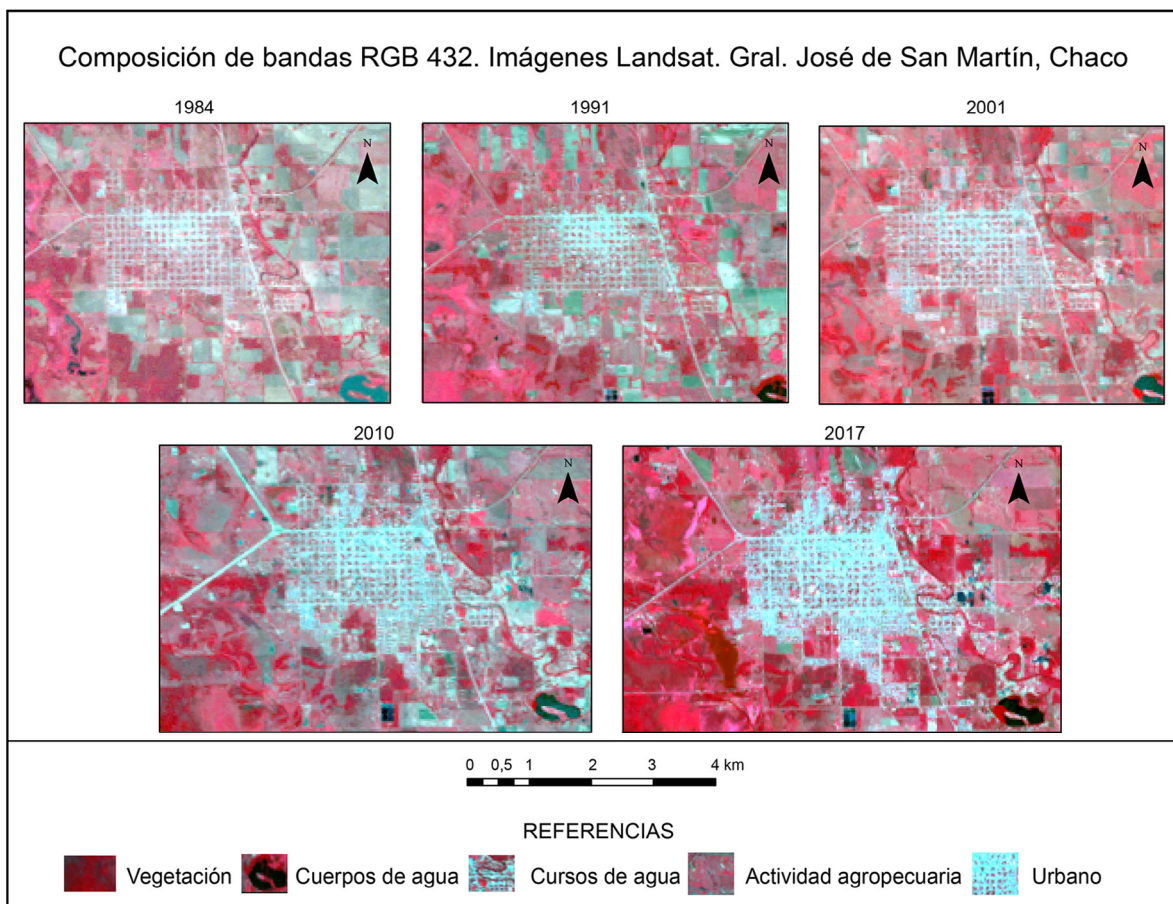 Composición de bandas RGB 432. Imágenes Landsat. Gral. José de San Martín, Chaco
1984
1991
2001
N
N
N
2010
2017
N
N
0 0,5 1 2 3 4 km
REFERENCIAS
Vegetación
Cuerpos de agua
Cursos de agua
Actividad agropecuaria
Urbano